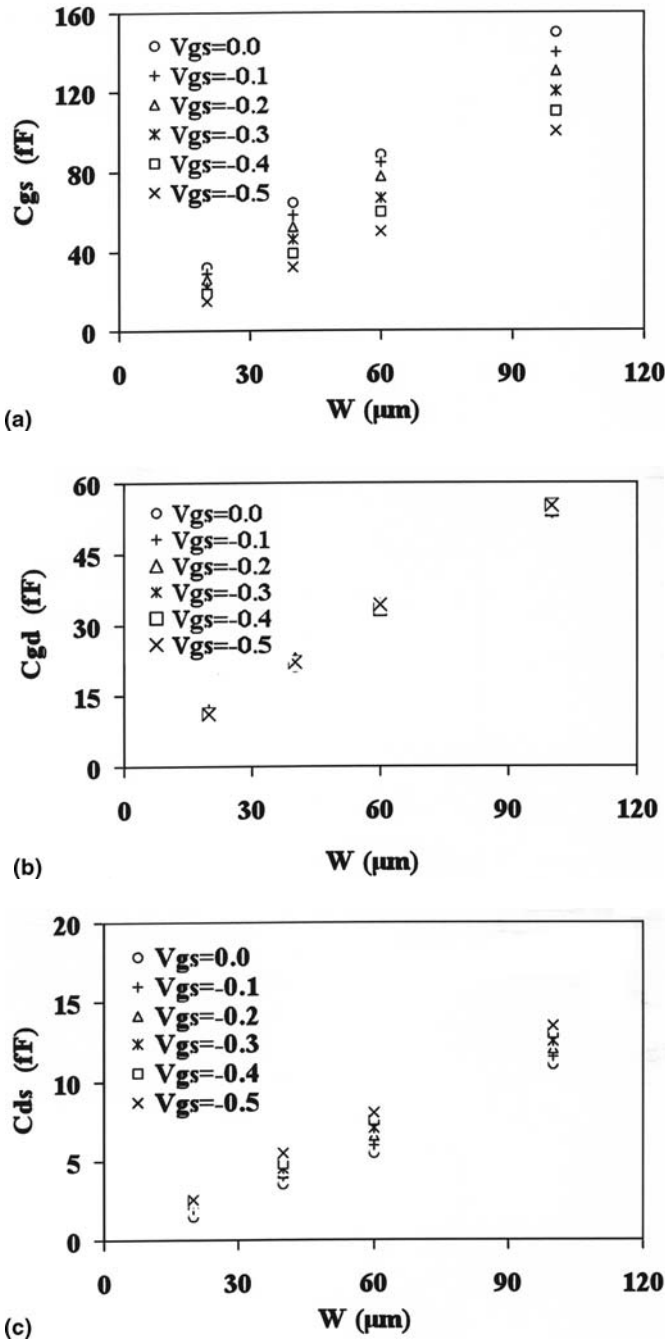 160
Vgs=0.0
Vgs=-0.1
120
Vgs=-0.2
Vgs=-0.3
80
Vgs=-0.4
Vgs=-0.5
40
0
Cgs (fF)
0 30 60 90 120
W (µm)
(a)
60
Vgs=0.0
Vgs=-0.1
45
Vgs=-0.2
Vgs=-0.3
30
Vgs=-0.4
Vgs=-0.5
15
0
Cgd (fF)
0 30 60 90 120
W (µm)
(b)
20
Vgs=0.0
Vgs=-0.1
15
Vgs=-0.2
Vgs=-0.3
10
Vgs=-0.4
Vgs=-0.5
5
0
Cds (fF)
0 30 60 90 120
W (µm)
(c)